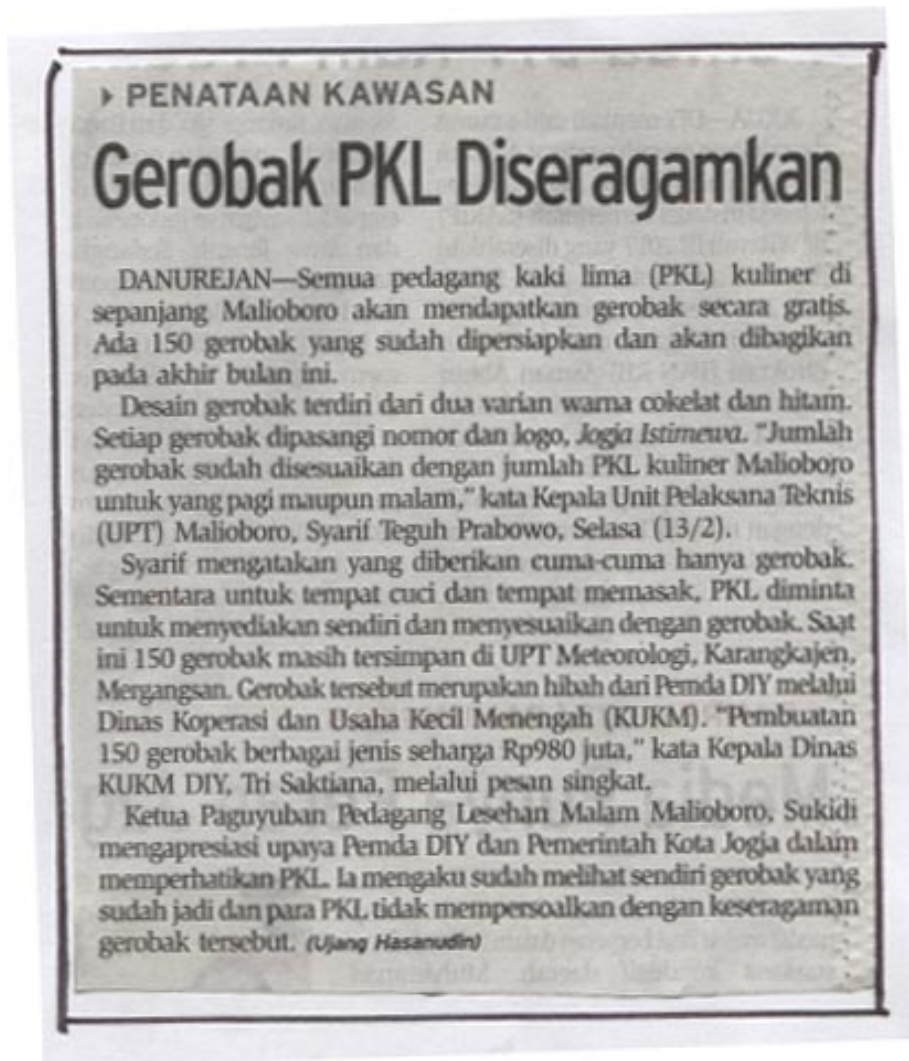 PENATAAN KAWASAN
Gerobak PKL Diseragamkan
DANUREJAN—Semua pedagang kaki lima (PKL) kuliner di
sepanjang Malioboro akan mendapatkan gerobak secara gratis.
Ada 150 gerobak yang sudah dipersiapkan dan akan dibagikan
pada akhir bulan ini.
Desain gerobak terdiri dari dua varian warna cokelat dan hitam.
Setiap gerobak dipasangi nomor dan logo, Jogja Istimewa. "Jumlah
gerobak sudah disesuaikan dengan jumlah PKL kuliner Malioboro
untuk yang pagi maupun malam," kata Kepala Unit Pelaksana Teknis
(UPT) Malioboro, Syarif Teguh Prabowo, Selasa (13/2).
Syarif mengatakan yang diberikan cuma-cuma hanya gerobak.
Sementara untuk tempat cuci dan tempat memasak, PKL diminta
untuk menyediakan sendiri dan menyesuaikan dengan gerobak. Saat
ini 150 gerobak masih tersimpan di UPT Meteorologi, Karangkajen,
Mergangsan. Gerobak tersebut merupakan hibah dari Pemda DIY melalui
Dinas Koperasi dan Usaha Kecil Menengah (KUKM). "Pembuatan
150 gerobak berbagai jenis seharga Rp980 juta," kata Kepala Dinas
KUKM DIY, Tri Saktiana, melalui pesan singkat.
Ketua Paguyuban Pedagang Lesehan Malam Malioboro, Sukidi
mengapresiasi upaya Pemda DIY dan Pemerintah Kota Jogja dalam
memperhatikan PKL. Ia mengaku sudah melihat sendiri gerobak yang
sudah jadi dan para PKL tidak mempersoalkan dengan keseragaman
gerobak tersebut. (Ujang Hasanudin)